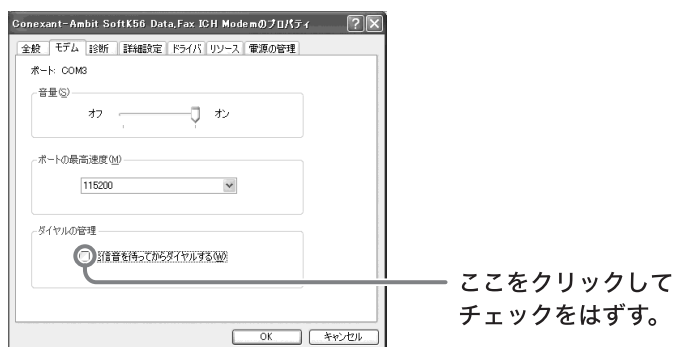 Conexant-Ambit SoftK56 Data,Fax ICH Modemのプロパティ
全般 モデム 診断 詳細設定 ドライバ リソース 電源の管理
ポート: COM3
音量(S)
オフ オン
ポートの最高速度(M)
115200
ダイヤルの管理
発信音を待ってからダイヤルする(W)
ここをクリックして
チェックをはずす。
OK キャンセル